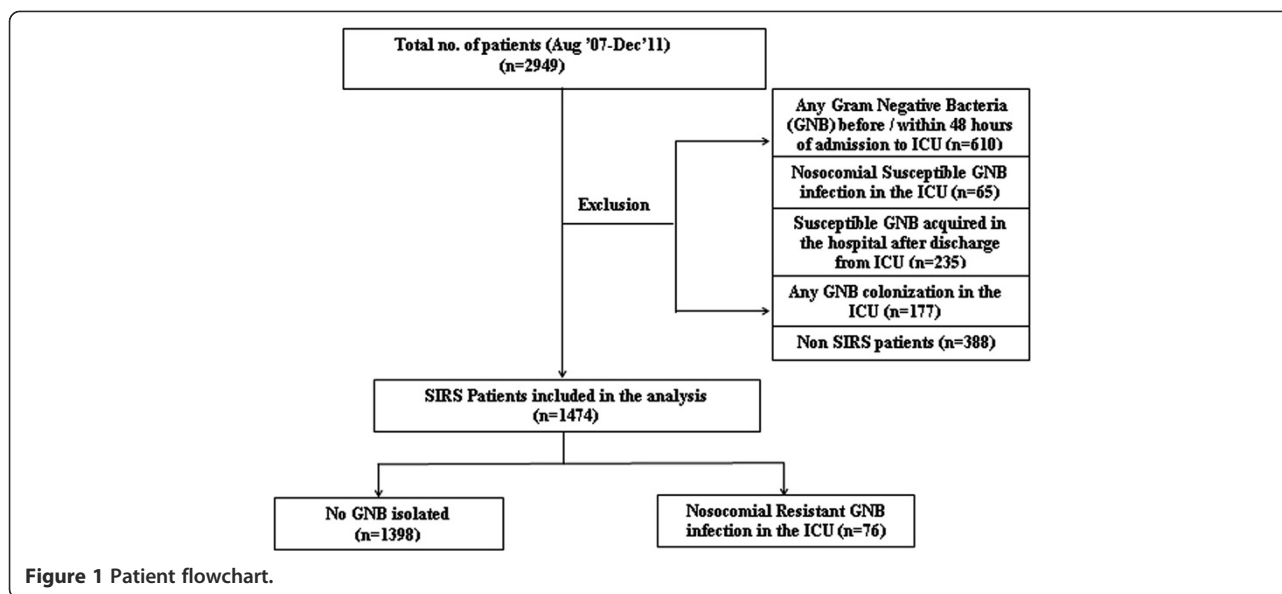 Total no. of patients (Aug '07-Dec'11)
(n=2949)
Any Gram Negative Bacteria
(GNB) before / within 48 hours
of admission to ICU (n=610)
Nosocomial Susceptible GNB
infection in the ICU (n=65)
Exclusion
Susceptible GNB acquired in
the hospital after discharge
from ICU (n=235)
Any GNB colonization in the
ICU (n=177)
Non SIRS patients (n=388)
SIRS Patients included in the analysis
(n=1474)
No GNB isolated
(n=1398)
Nosocomial Resistant GNB
infection in the ICU (n=76)
Figure 1 Patient flowchart.